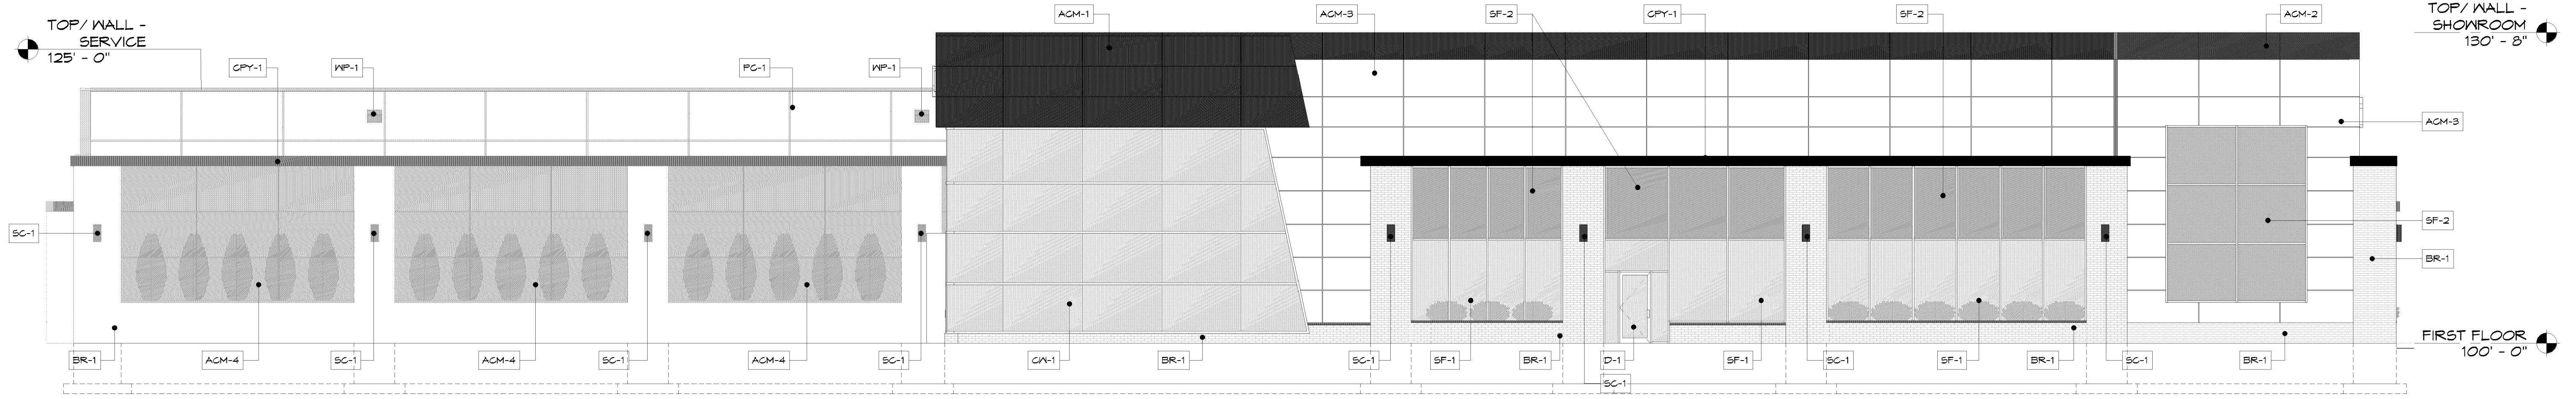 TOP/ WALL -
SERVICE
125' - 0"
ACM-1
ACM-3
SF-2
CPY-1
SF-2
ACM-2
TOP/ WALL -
SHOWROOM
130' - 8"
CPY-1
WP-1
PC-1
WP-1
ACM-3
SC-1
SF-2
BR-1
FIRST FLOOR
100' - 0"
BR-1
ACM-4
SC-1
ACM-4
SC-1
ACM-4
SC-1
CW-1
BR-1
SC-1
SF-1
BR-1
D-1
SF-1
SC-1
SF-1
BR-1
SC-1
BR-1
SC-1